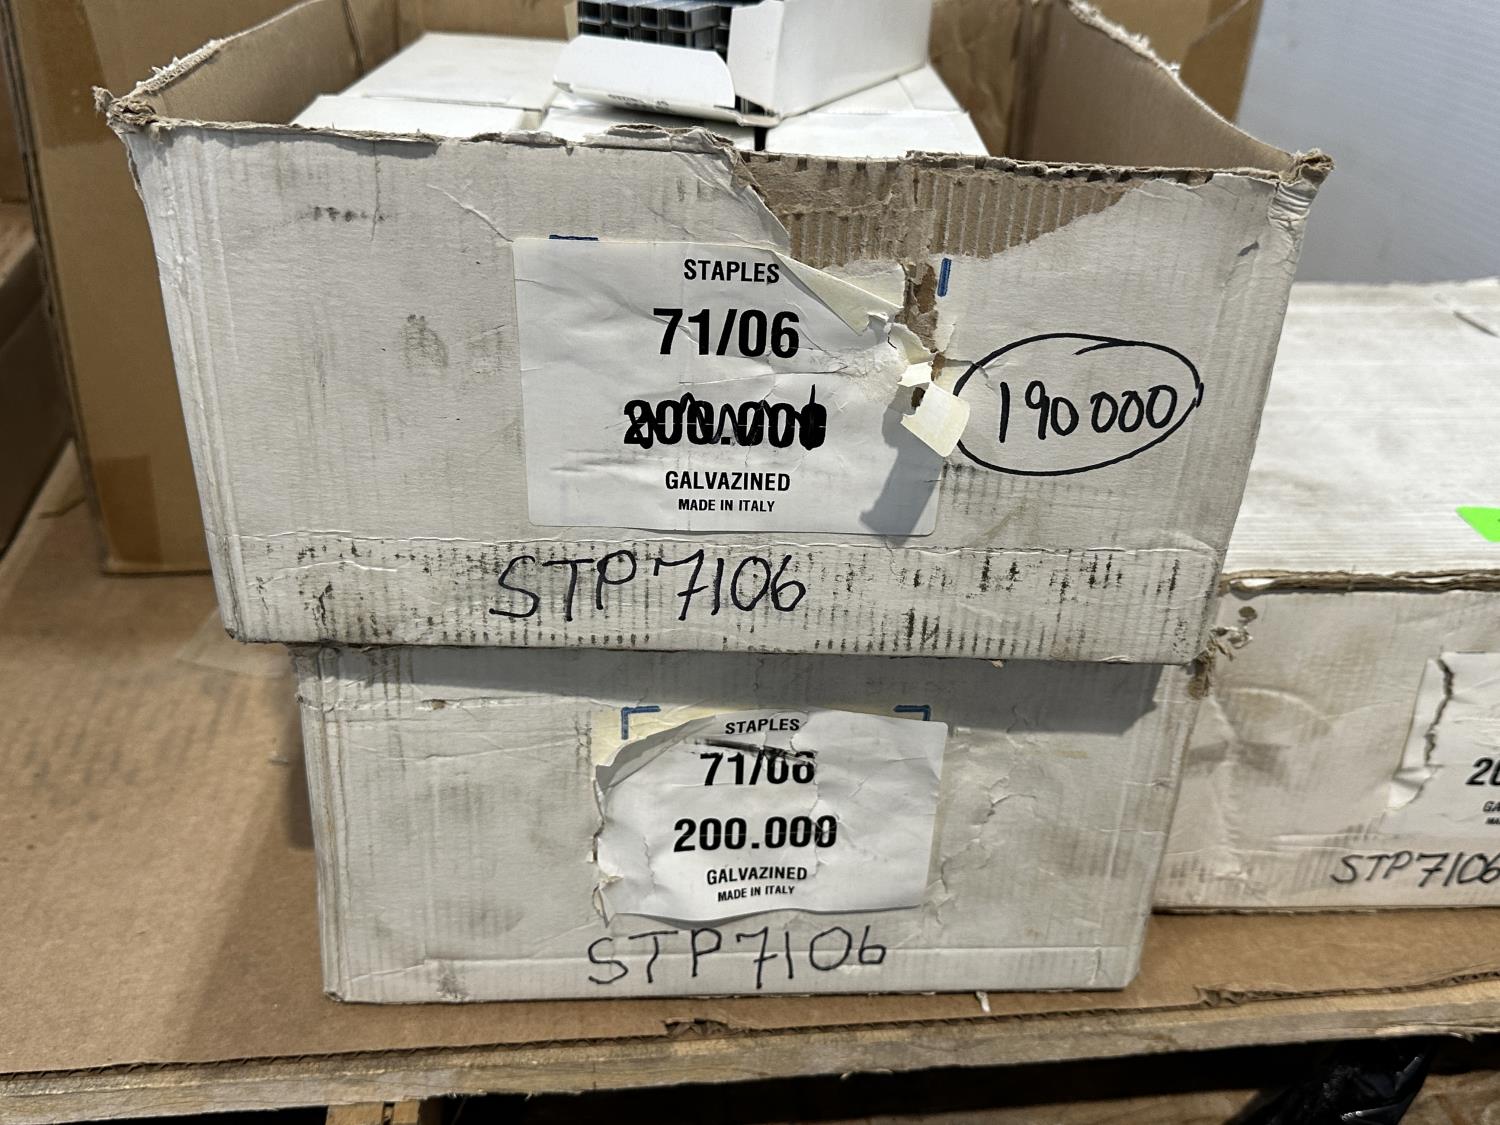 STAPLES
71/06
200.000
GALVAZINED
MADE IN ITALY
190000
STP7106
STAPLES
71/06
200.000
GALVAZINED
MADE IN ITALY
STP7106
STP7106